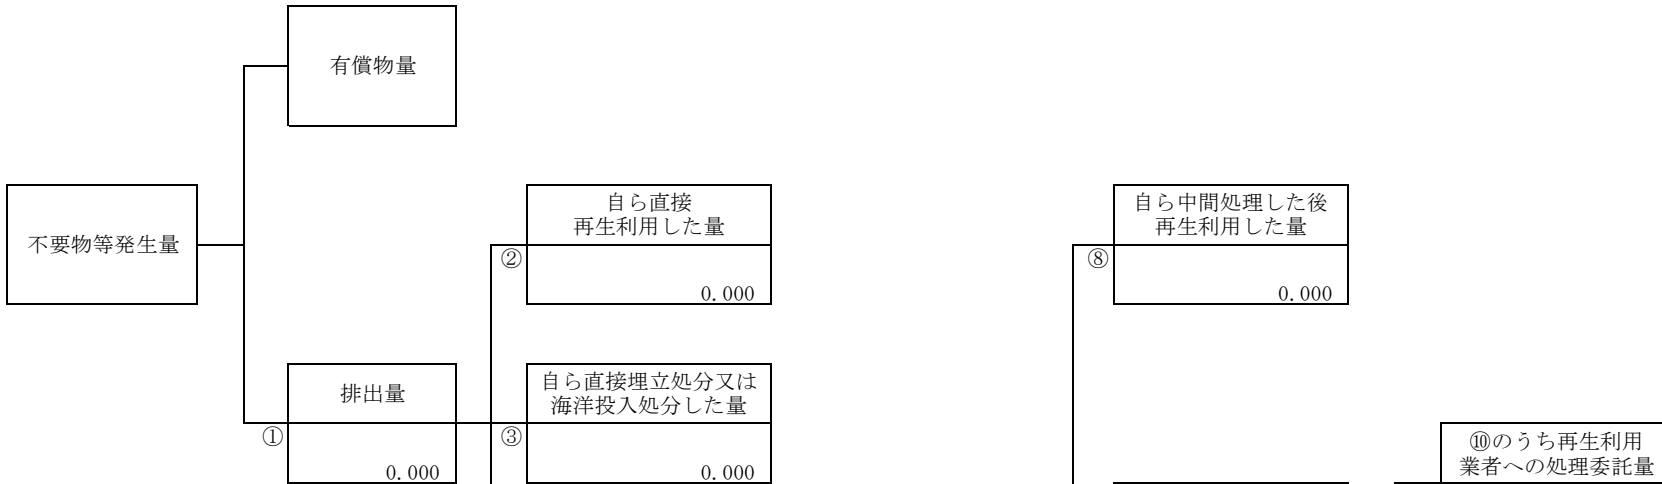 有償物量
不要物等発生量
自ら直接
再生利用した量
②
0.000
自ら中間処理した後
再生利用した量
⑧
0.000
排出量
①
0.000
自ら直接埋立処分又は
海洋投入処分した量
③
0.000
⑩のうち再生利用
業者への処理委託量